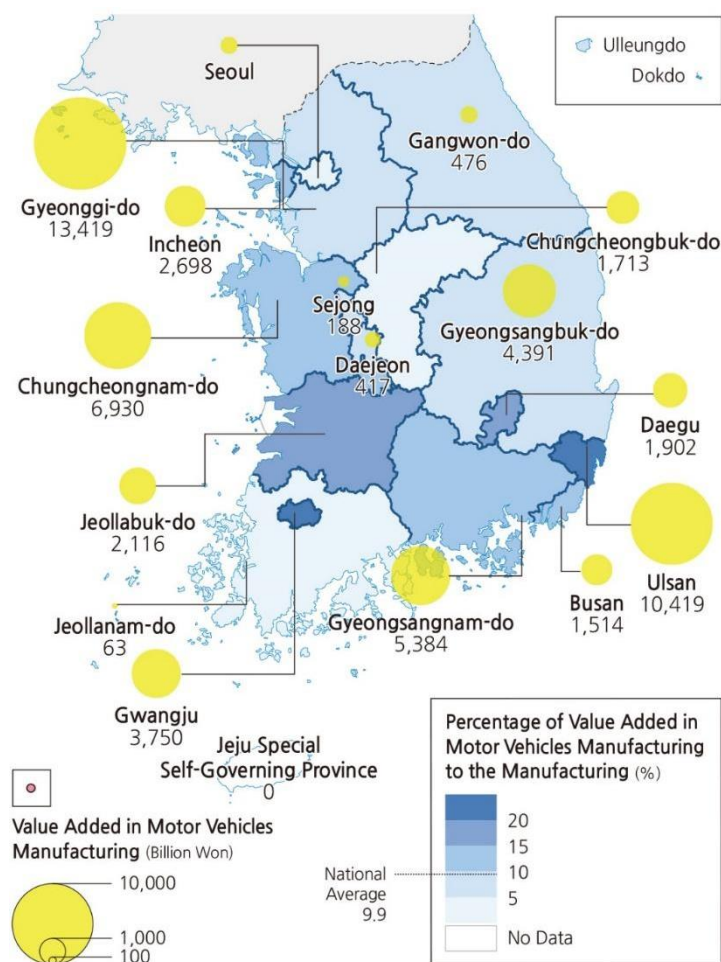 Ulleungdo
Dokdo
Seoul
Gangwon-do
476
Gyeonggi-do
13,419
Incheon
2,698
Chungcheongbuk-do
1,713
Sejong
188
Gyeongsangbuk-do
4,391
Daejeon
417
Chungcheongnam-do
6,930
Daegu
1,902
Jeollabuk-do
2,116
Ulsan
10,419
Busan
1,514
Gyeongsangnam-do
5,384
Jeollanam-do
63
Gwangju
3,750
Jeju Special
Self-Governing Province
0
Value Added in Motor Vehicles
Manufacturing (Billion Won)
10,000
1,000
100
Percentage of Value Added in
Motor Vehicles Manufacturing
to the Manufacturing (%)
20
15
10
National
Average
9.9
5
No Data